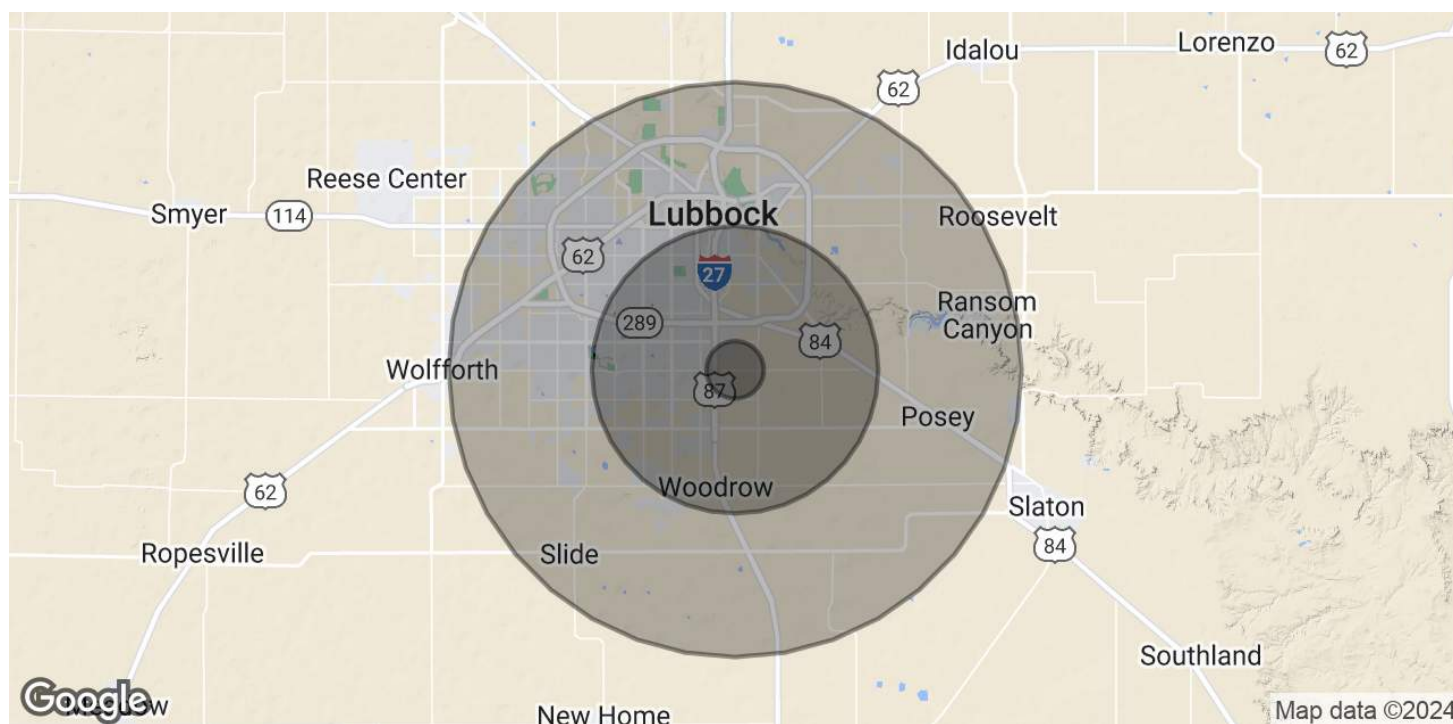 Idalou
Lorenzo
62
62
Reese Center
Smyer
114
Lubbock
Roosevelt
62
27
Ransom
Canyon
289
84
Wolfforth
87
Posey
Woodrow
62
Slaton
Ropesville
Slide
84
Southland
Google
New Home
Map data ©2024